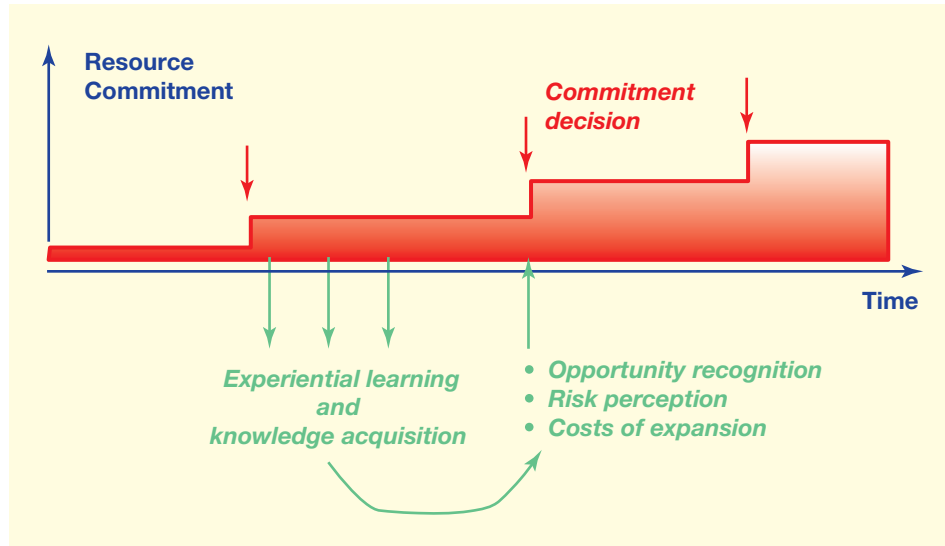 Resource
Commitment
Commitment
decision
Time
Experiential learning
and
knowledge acquisition
• Opportunity recognition
• Risk perception
• Costs of expansion